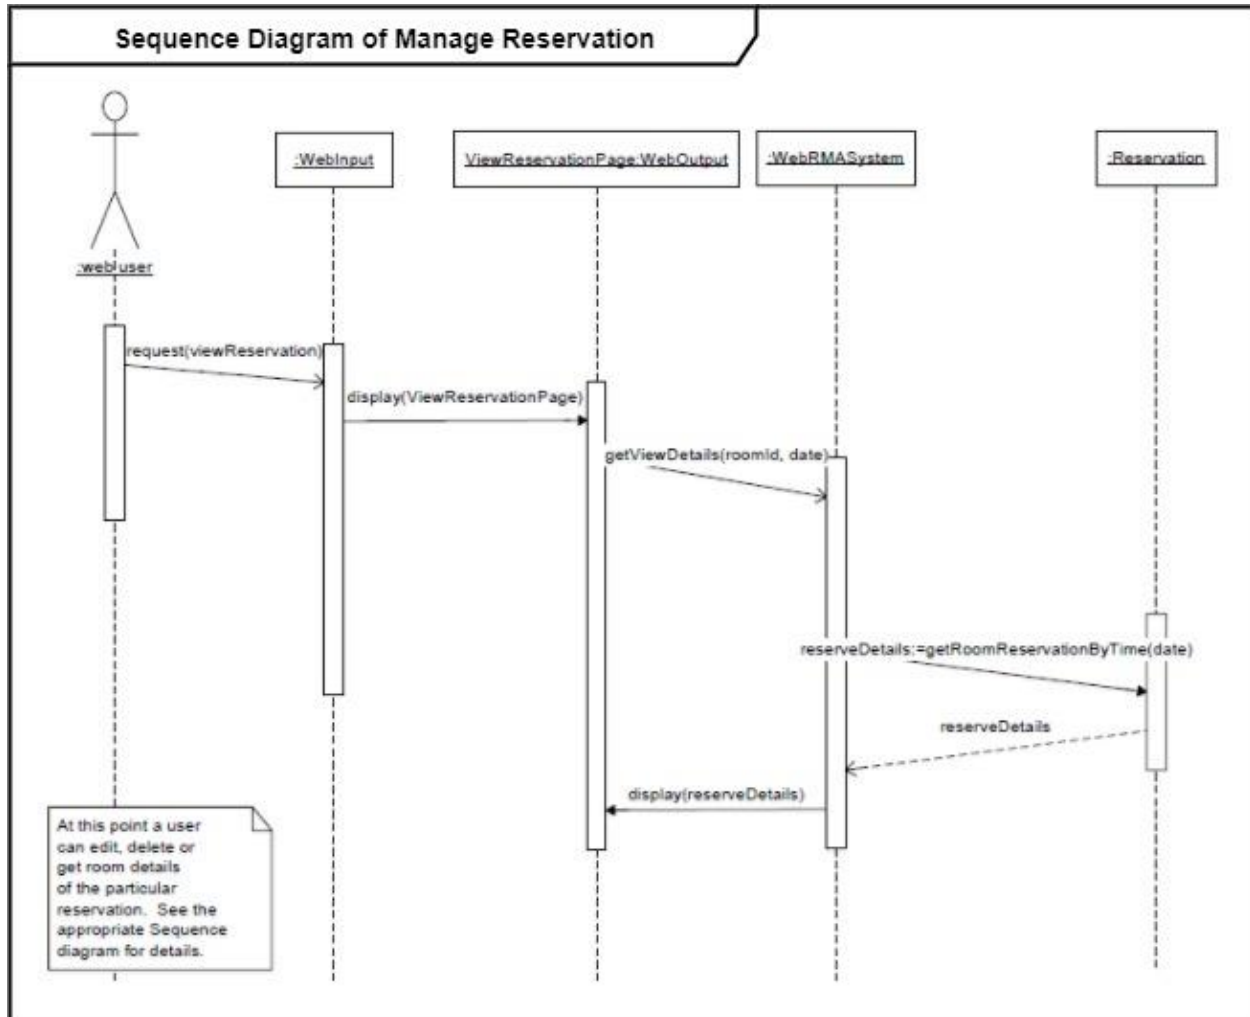 Sequence Diagram of Manage Reservation
:web user
:WebInput
ViewReservationPage:WebOutput
:WebRMASystem
:Reservation
request(viewReservation)
display(ViewReservationPage)
getViewDetails(roomId, date)
reserveDetails:=getRoomReservationByTime(date)
reserveDetails
display(reserveDetails)
At this point a user
can edit, delete or
get room details
of the particular
reservation. See the
appropriate Sequence
diagram for details.